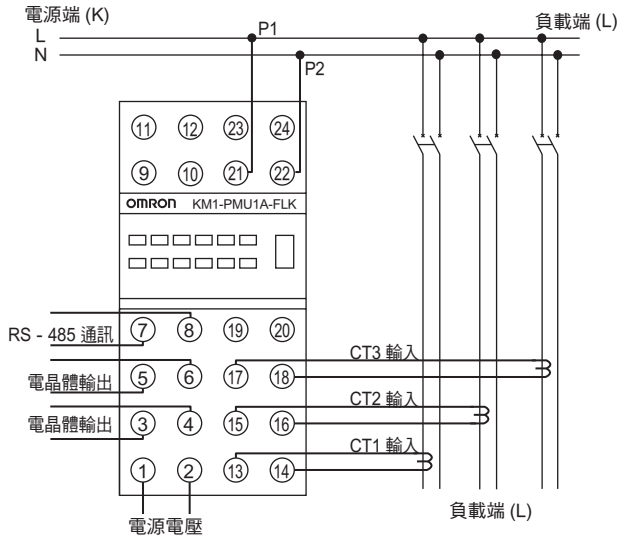 電源端 (K)
負載端 (L)
L
P1
N
P2
⑪ ⑫ ㉓ ㉔
⑨ ⑩ ㉑ ㉒
OMRON KM1-PMU1A-FLK
⑦ ⑧ ⑲ ⑳
RS - 485 通訊
CT3 輸入
⑤ ⑥ ⑰ ⑱
電晶體輸出
CT2 輸入
③ ④ ⑮ ⑯
電晶體輸出
CT1 輸入
① ② ⑬ ⑭
負載端 (L)
電源電壓